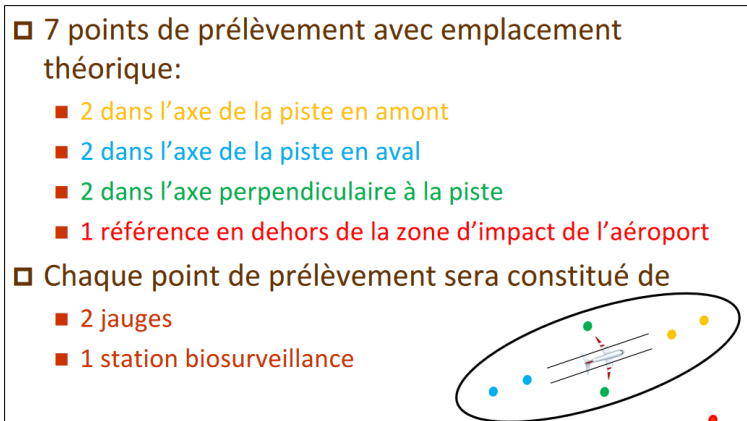 7 points de prélèvement avec emplacement
théorique:
2 dans l'axe de la piste en amont
2 dans l'axe de la piste en aval
2 dans l'axe perpendiculaire à la piste
1 référence en dehors de la zone d'impact de l'aéroport
Chaque point de prélèvement sera constitué de
2 jauges
1 station biosurveillance